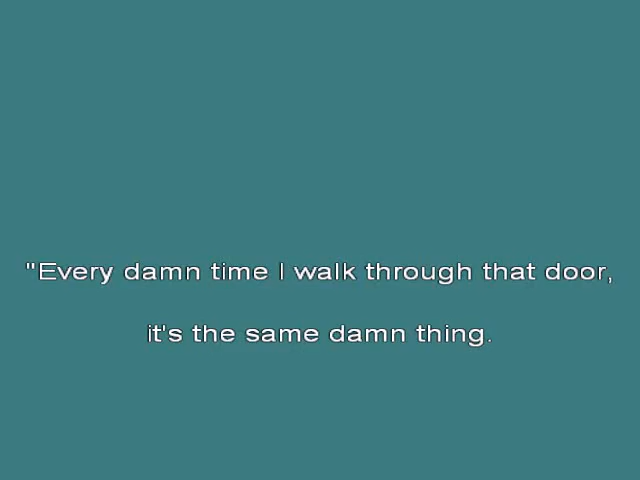 "Every damn time I walk through that door,
it's the same damn thing.